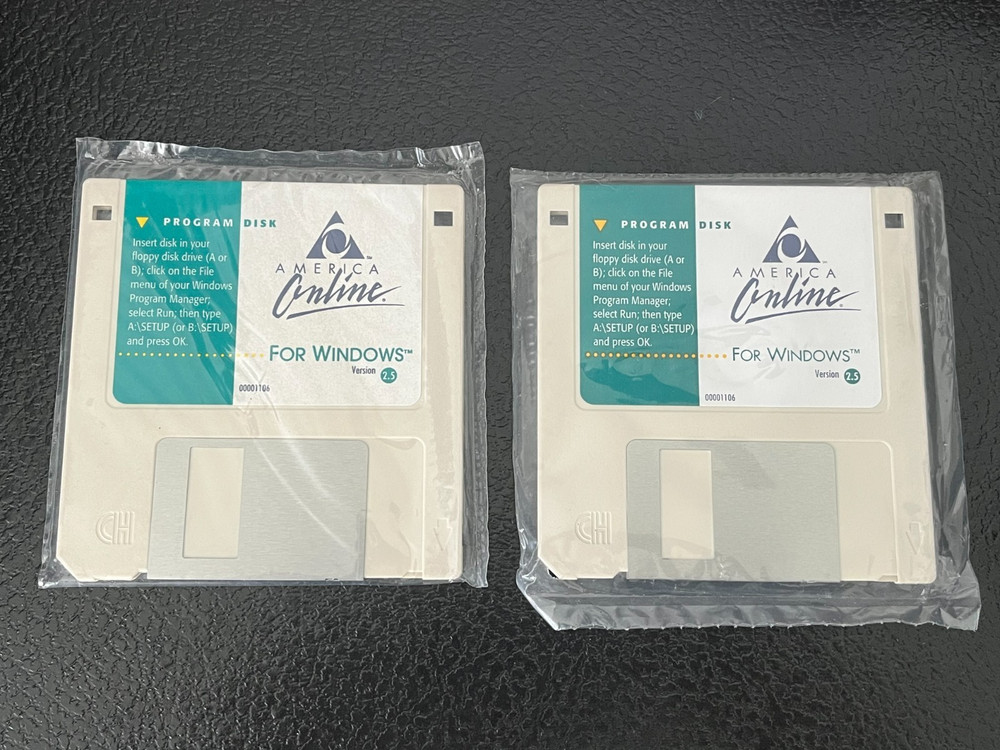 PROGRAM DISK
Insert disk in your
floppy disk drive (A or
B); click on the File
menu of your Windows
Program Manager;
select Run; then type
A:\SETUP (or B:\SETUP)
and press OK.
AMERICA
Online.
FOR WINDOWS™
Version 2.5
00001106
CH
PROGRAM DISK
Insert disk in your
floppy disk drive (A or
B); click on the File
menu of your Windows
Program Manager;
select Run; then type
A:\SETUP (or B:\SETUP)
and press OK.
AMERICA
Online.
FOR WINDOWS™
Version 2.5
00001106
CH